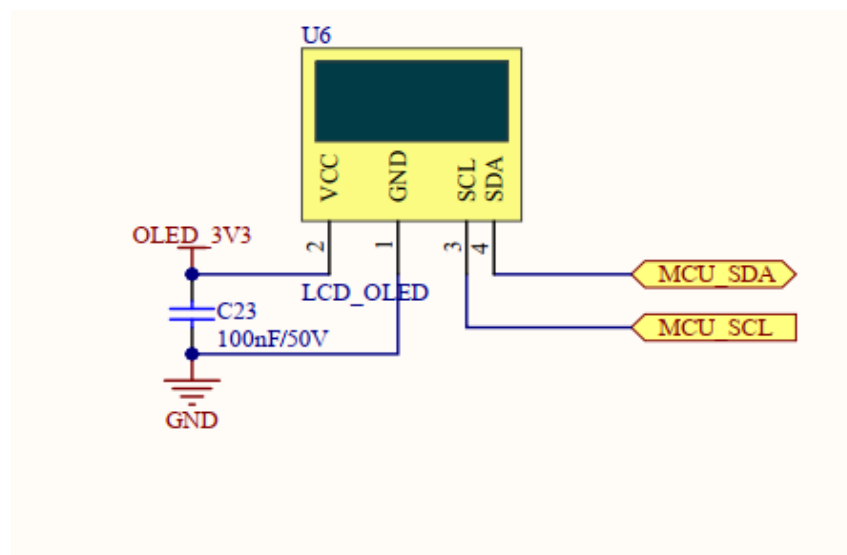 U6
VCC
GND
SCL
SDA
OLED_3V3
2
1
3
4
MCU_SDA
LCD_OLED
C23
MCU_SCL
100nF/50V
GND